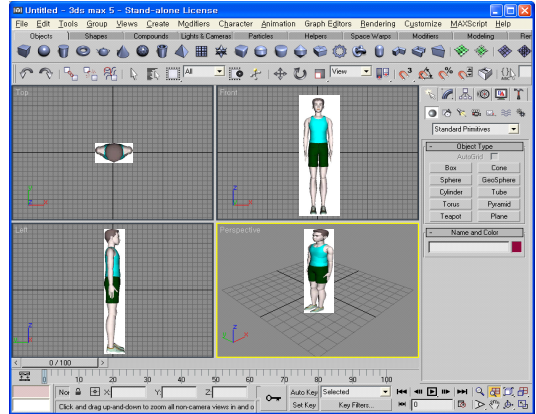 Untitled - 3ds max 5 - Stand-alone License
File Edit Tools Group Views Create Modifiers Character Animation Graph Editors Rendering Customize MAXScript Help
Objects Shapes Compounds Lights & Cameras Particles Helpers Space Warps Modifiers Modeling Ren
All View
Top Front
Standard Primitives
- Object Type
AutoGrid
Box Cone
Sphere GeoSphere
Cylinder Tube
Torus Pyramid
Teapot Plane
Left Perspective
- Name and Color
< 0 / 100 >
0 10 20 30 40 50 60 70 80 90 100
Nor X: Y: Z: Auto Key Selected
Click and drag up-and-down to zoom all non-camera views in and o Set Key Key Filters... 0